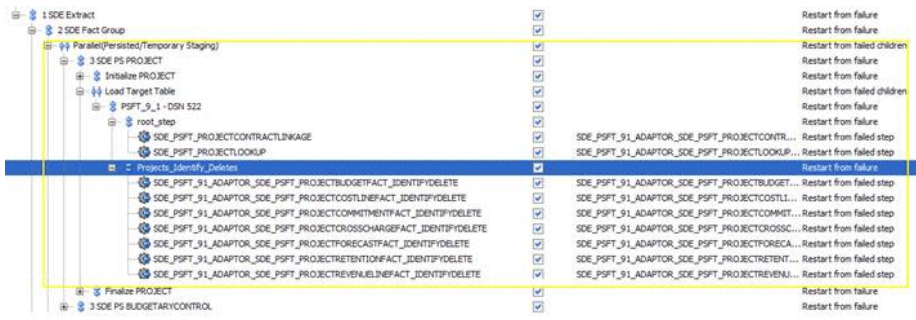 1 SDE Extract Restart from failure
2 SDE Fact Group Restart from failure
Parallel(Persisted/Temporary Staging) Restart from failed children
3 SDE PS PROJECT Restart from failure
Initialize PROJECT Restart from failure
Load Target Table Restart from failed children
PSFT_9_1 - DSN 522 Restart from failure
root_step Restart from failure
SDE_PSFT_PROJECTCONTRACTLINKAGE SDE_PSFT_91_ADAPTOR_SDE_PSFT_PROJECTCONTR... Restart from failed step
SDE_PSFT_PROJECTLOOKUP SDE_PSFT_91_ADAPTOR_SDE_PSFT_PROJECTLOOKUP... Restart from failed step
Projects_Identify_Deletes Restart from failure
SDE_PSFT_91_ADAPTOR_SDE_PSFT_PROJECTBUDGETFACT_IDENTIFYDELETE SDE_PSFT_91_ADAPTOR_SDE_PSFT_PROJECTBUDGET... Restart from failed step
SDE_PSFT_91_ADAPTOR_SDE_PSFT_PROJECTCOSTLINEFACT_IDENTIFYDELETE SDE_PSFT_91_ADAPTOR_SDE_PSFT_PROJECTCOSTLI... Restart from failed step
SDE_PSFT_91_ADAPTOR_SDE_PSFT_PROJECTCOMMITMENTFACT_IDENTIFYDELETE SDE_PSFT_91_ADAPTOR_SDE_PSFT_PROJECTCOMMIT... Restart from failed step
SDE_PSFT_91_ADAPTOR_SDE_PSFT_PROJECTCROSSCHARGEFACT_IDENTIFYDELETE SDE_PSFT_91_ADAPTOR_SDE_PSFT_PROJECTCROSSC... Restart from failed step
SDE_PSFT_91_ADAPTOR_SDE_PSFT_PROJECTFORECASTFACT_IDENTIFYDELETE SDE_PSFT_91_ADAPTOR_SDE_PSFT_PROJECTFORECA... Restart from failed step
SDE_PSFT_91_ADAPTOR_SDE_PSFT_PROJECTRETENTIONFACT_IDENTIFYDELETE SDE_PSFT_91_ADAPTOR_SDE_PSFT_PROJECTRETENT... Restart from failed step
SDE_PSFT_91_ADAPTOR_SDE_PSFT_PROJECTREVENUELINEFACT_IDENTIFYDELETE SDE_PSFT_91_ADAPTOR_SDE_PSFT_PROJECTREVENU... Restart from failed step
Finalize PROJECT Restart from failure
3 SDE PS BUDGETARYCONTROL Restart from failure